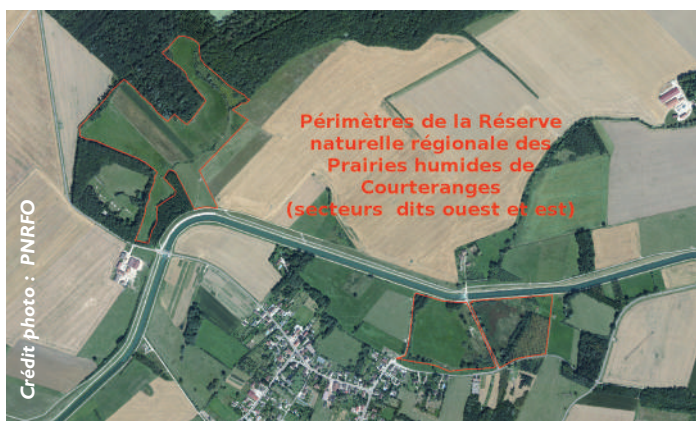 Périmètres de la Réserve
naturelle régionale des
Prairies humides de
Courteranges
(secteurs dits ouest et est)
Crédit photo : PNRFO